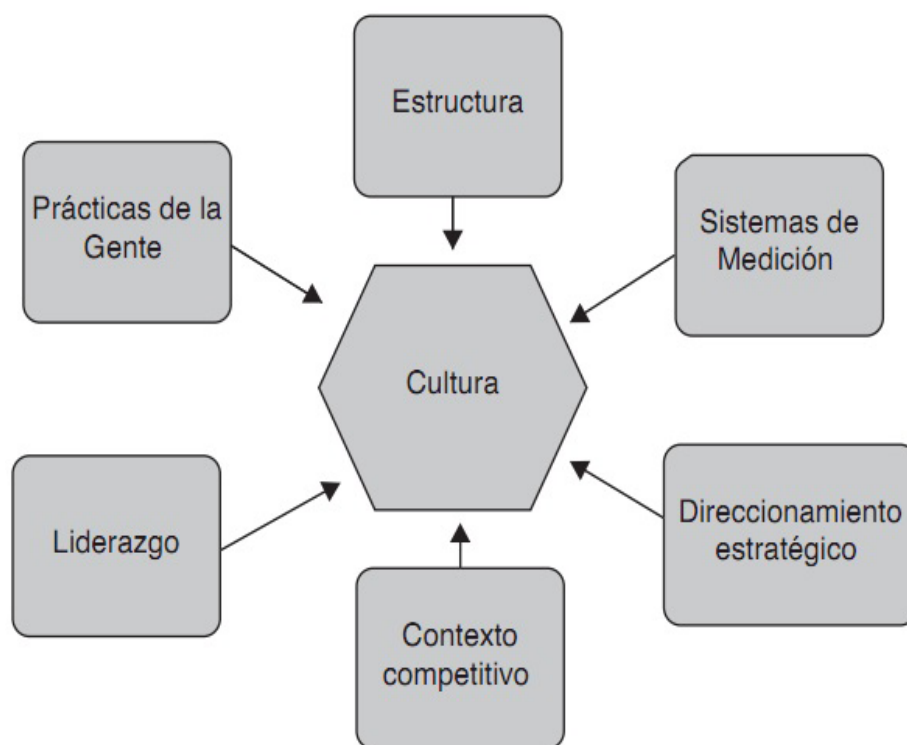 Estructura
Prácticas de la
Gente
Sistemas de
Medición
Cultura
Liderazgo
Direccionamiento
estratégico
Contexto
competitivo